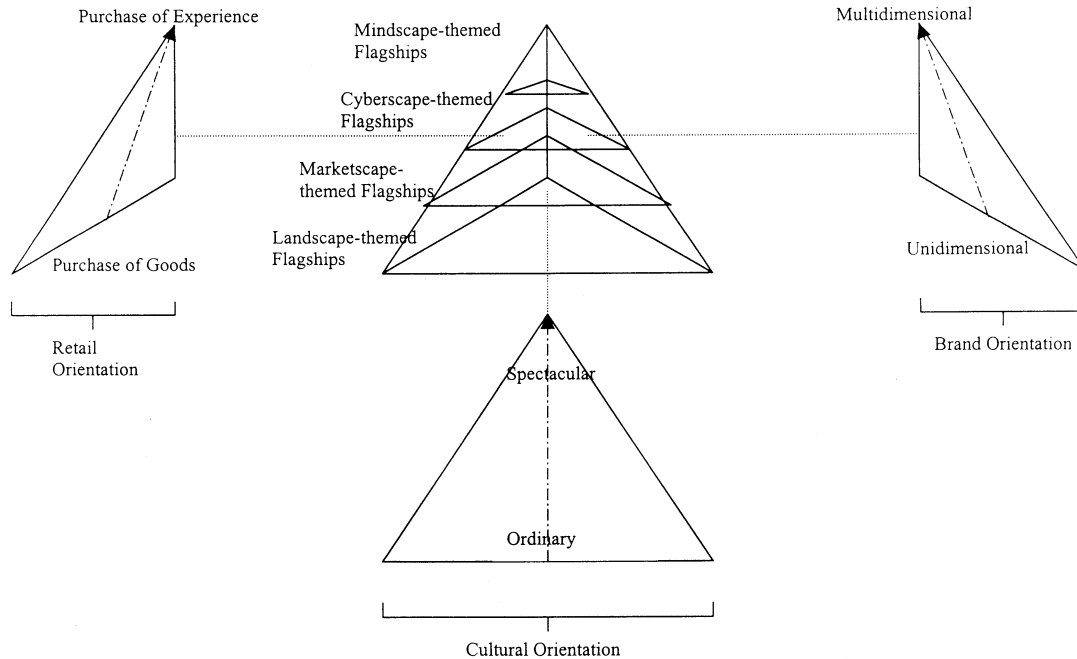 Purchase of Experience
Mindscape-themed
Flagships
Multidimensional
Cyberscape-themed
Flagships
Marketscape-
themed Flagships
Landscape-themed
Flagships
Purchase of Goods
Unidimensional
Retail
Orientation
Brand Orientation
Spectacular
Ordinary
Cultural Orientation